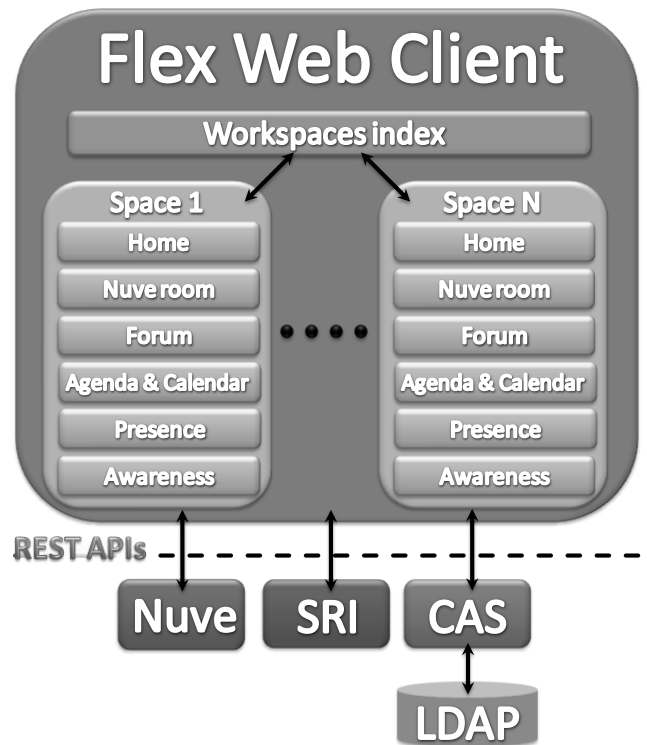 Flex Web Client
Workspaces index
Space 1
Home
Nuve room
Forum
Agenda & Calendar
Presence
Awareness
Space N
Home
Nuve room
Forum
Agenda & Calendar
Presence
Awareness
REST APIs
Nuve
SRI
CAS
LDAP